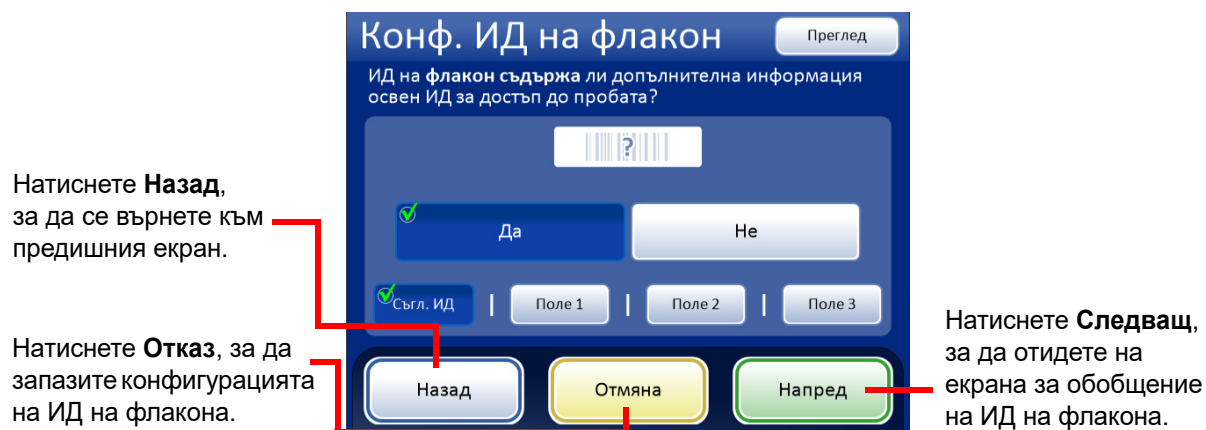 Конф. ИД на флакон
Преглед
ИД на флакон съдържа ли допълнителна информация
освен ИД за достъп до пробата?
?
Да
Не
Съгл. ИД | Поле 1 | Поле 2 | Поле 3
Назад
Отмяна
Напред
Натиснете Назад,
за да се върнете към
предишния екран.
Натиснете Отказ, за да
запазите конфигурацията
на ИД на флакона.
Натиснете Следващ,
за да отидете на
екрана за обобщение
на ИД на флакона.